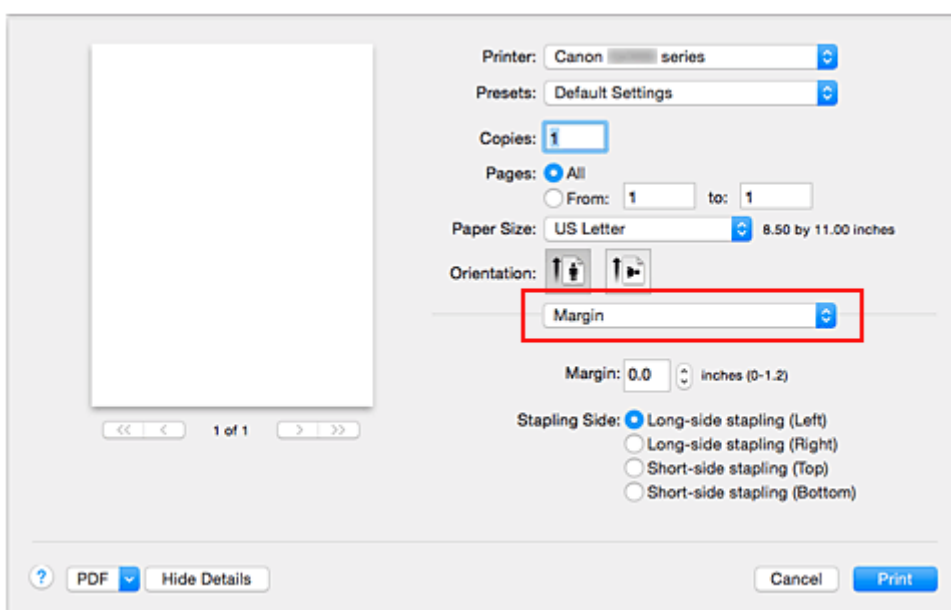 Printer: Canon series
Presets: Default Settings
Copies: 1
Pages: All
From: 1 to: 1
Paper Size: US Letter 8.50 by 11.00 inches
Orientation:
Margin
Margin: 0.0 inches (0-1.2)
Stapling Side: Long-side stapling (Left)
Long-side stapling (Right)
Short-side stapling (Top)
Short-side stapling (Bottom)
<< < 1 of 1 > >>
? PDF Hide Details Cancel Print